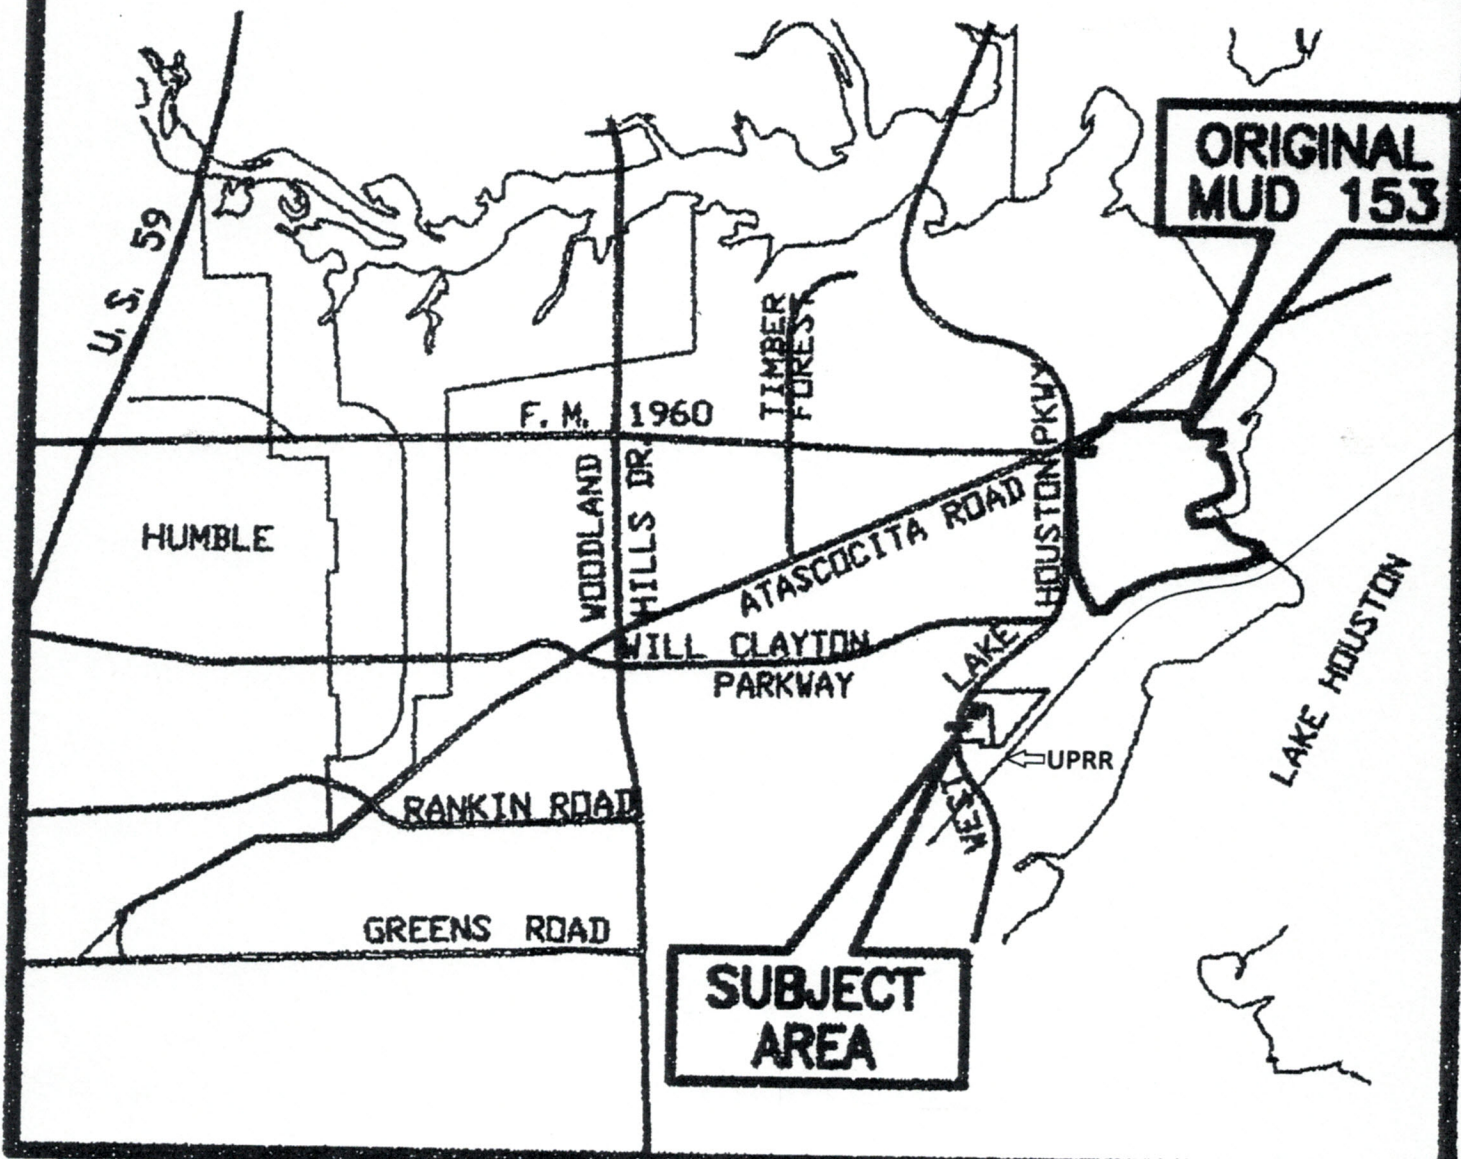 ORIGINAL
MUD 153
U.S. 59
TIMBER
FOREST
F. M. 1960
HUMBLE
WOODLAND
HILLS DR.
ATASCOCITA ROAD
WEST LAKE HOUSTON PKWY
WILL CLAYTON
PARKWAY
LAKE HOUSTON
UPRR
RANKIN ROAD
GREENS ROAD
SUBJECT
AREA